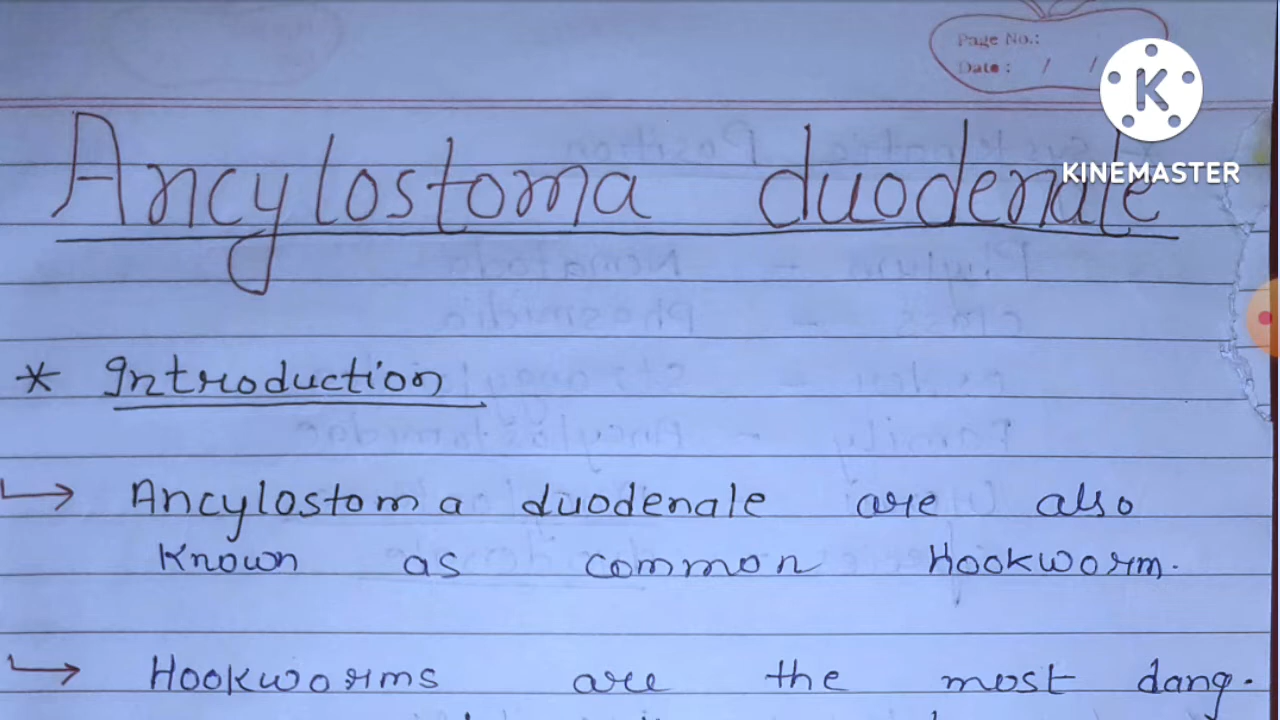 Page No.:
Date : / /
K
KINEMASTER
Ancylostoma duodenale
* Introduction
↳ Ancylostoma duodenale are also
known as common Hookworm.
↳ Hookworms are the most dang.